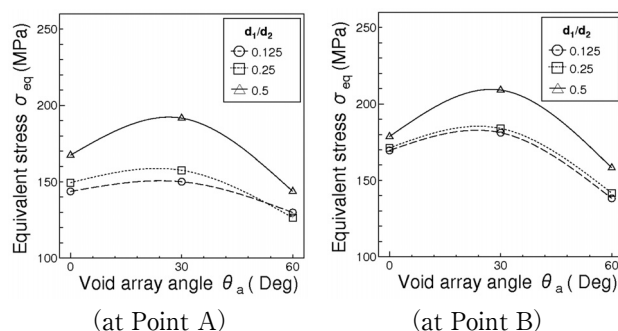 250
200
150
100
Equivalent stress σeq (MPa)
d1/d2
0.125
0.25
0.5
0 30 60
Void array angle θa ( Deg)
(at Point A)
250
200
150
100
Equivalent stress σeq (MPa)
d1/d2
0.125
0.25
0.5
0 30 60
Void array angle θa ( Deg)
(at Point B)